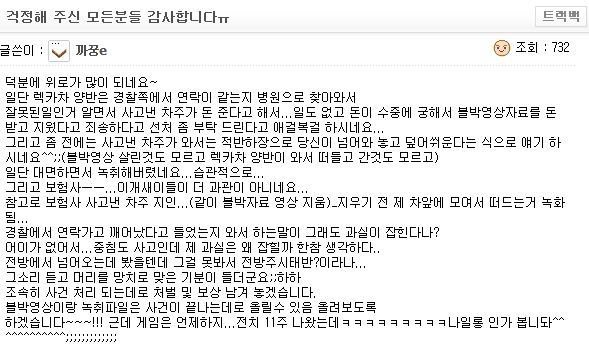 걱정해 주신 모든분들 감사합니다ㅠ
트랙백
글쓴이 : 까꿍e
조회 : 732
덕분에 위로가 많이 되네요~
일단 렉카차 양반은 경찰쪽에서 연락이 같는지 병원으로 찾아와서
잘못된일인거 알면서 사고낸 차주가 돈 준다고 해서...일도 없고 돈이 수중에 궁해서 블박영상자료를 돈
받고 지웠다고 죄송하다고 선처 좀 부탁 드린다고 애걸복걸 하시네요...
그리고 좀 전에는 사고낸 차주가 와서는 적반하장으로 당신이 넘어와 놓고 덮어쉬운다는 식으로 얘기 하
시네요^^;;(블박영상 살린것도 모르고 렉카차 양반이 와서 떠들고 간것도 모르고)
일단 대면하면서 녹취해버렸네요...습관적으로...
그리고 보험사ㅡㅡ...이개새이들이 더 과관이 아니네요...
참고로 보험사 사고낸 차주 지인...(같이 블박자료 영상 지움)_지우기 전 제 차앞에 모여서 떠드는거 녹화
됨...
경찰에서 연락가고 깨어났다고 들었는지 와서 하는말이 그래도 과실이 잡힌다나?
어이가 없어서...중침도 사고인데 제 과실은 왜 잡힐까 한참 생각하다..
전방에서 넘어오는데 봤을텐데 그걸 못봐서 전방주시태반?이라나...
그소리 듣고 머리를 망치로 맞은 기분이 들더군요;;하하
조속히 사건 처리 되는데로 처벌 및 보상 남겨 놓겠습니다.
블박영상이랑 녹취파일은 사건이 끝나는데로 올릴수 있음 올려보도록
하겠습니다~~~!!! 근데 게임은 언제하지...전치 11주 나왔는데ㅋㅋㅋㅋㅋㅋㅋㅋㅋ나일롱 인가 봅니돠^^
^^^^^^^^^^;;;;;;;;;;;;;